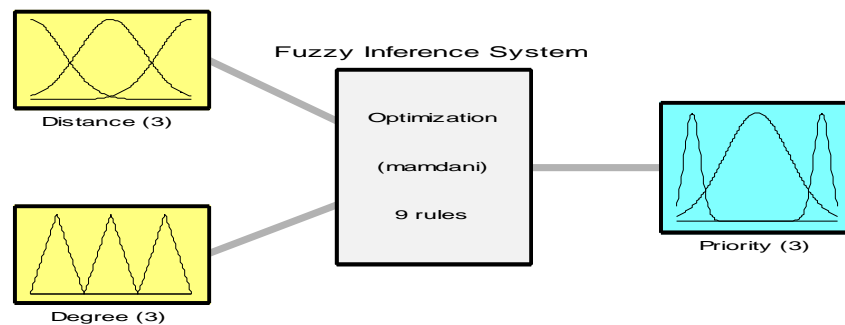 Fuzzy Inference System
Distance (3)
Optimization
(mamdani)
9 rules
Degree (3)
Priority (3)